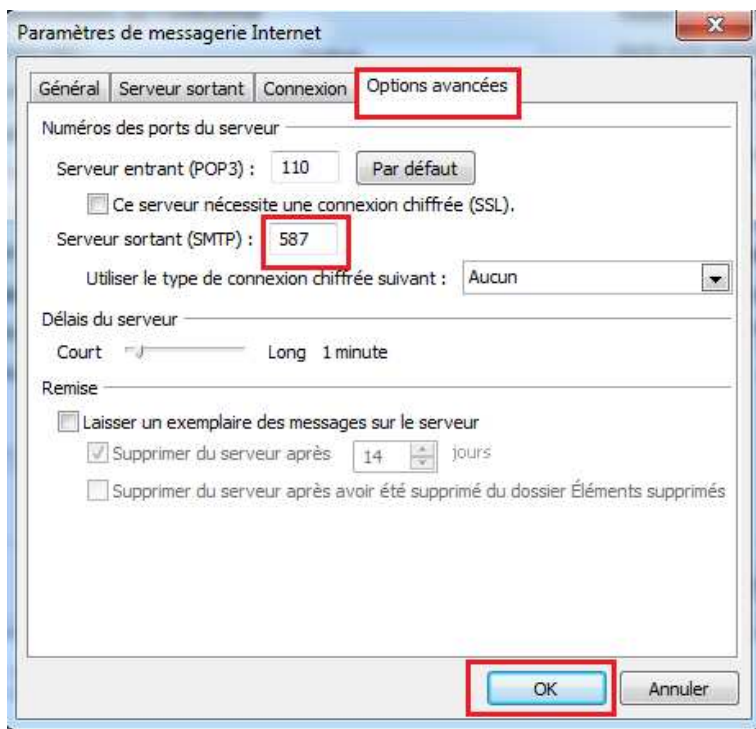 Paramètres de messagerie Internet
Général Serveur sortant Connexion Options avancées
Numéros des ports du serveur
Serveur entrant (POP3) : 110 Par défaut
Ce serveur nécessite une connexion chiffrée (SSL).
Serveur sortant (SMTP) : 587
Utiliser le type de connexion chiffrée suivant : Aucun
Délais du serveur
Court Long 1 minute
Remise
Laisser un exemplaire des messages sur le serveur
Supprimer du serveur après 14 jours
Supprimer du serveur après avoir été supprimé du dossier Éléments supprimés
OK Annuler